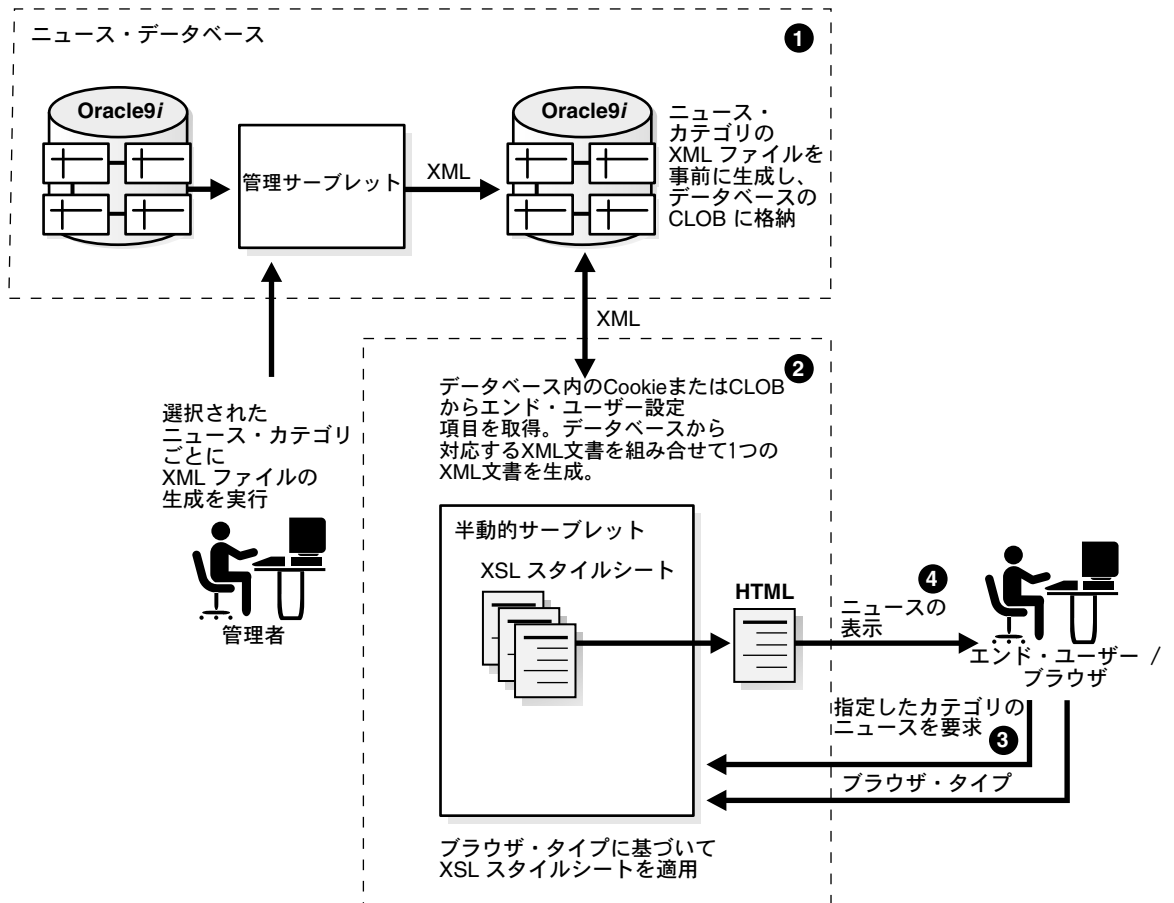 ニュース・データベース
❶
Oracle9i
管理サーブレット
XML
Oracle9i
ニュース・
カテゴリの
XML ファイルを
事前に生成し、
データベースの
CLOB に格納
XML
選択された
ニュース・カテゴリ
ごとに
XML ファイルの
生成を実行
管理者
❷
データベース内のCookieまたはCLOB
からエンド・ユーザー設定
項目を取得。データベースから
対応するXML文書を組み合せて1つの
XML文書を生成。
半動的サーブレット
XSL スタイルシート
HTML
❹
ニュースの
表示
エンド・ユーザー /
ブラウザ
指定したカテゴリの
ニュースを要求
❸
ブラウザ・タイプ
ブラウザ・タイプに基づいて
XSL スタイルシートを適用